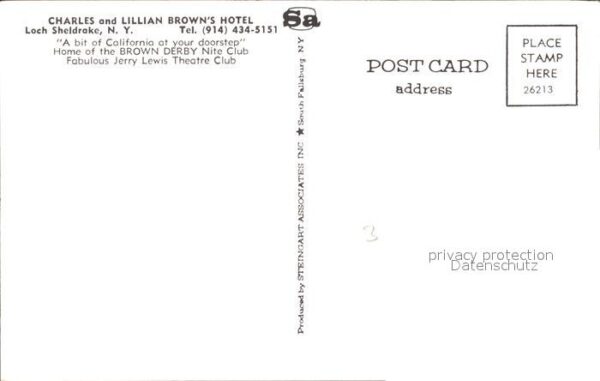 CHARLES and LILLIAN BROWN'S HOTEL
Loch Sheldrake, N. Y. Tel. (914) 434-5151
"A bit of California at your doorstep"
Home of the BROWN DERBY Nite Club
Fabulous Jerry Lewis Theatre Club
Sa
Produced by STEINGART ASSOCIATES INC ★ South Fallsburg NY
POST CARD
address
PLACE
STAMP
HERE
26213
3
privacy protection
Datenschutz